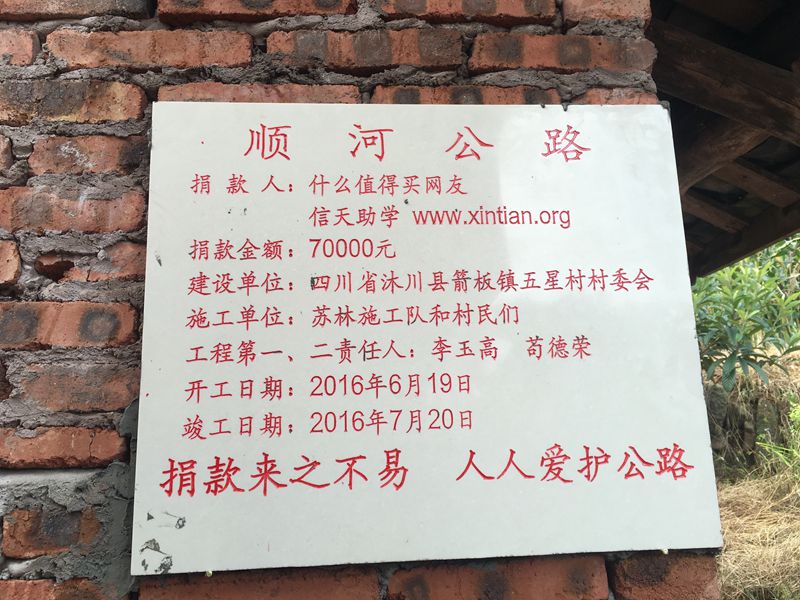 顺河公路
捐款人：什么值得买网友
信天助学 www.xintian.org
捐款金额：70000元
建设单位：四川省沐川县箭板镇五星村村委会
施工单位：苏林施工队和村民们
工程第一、二责任人：李玉高 苟德荣
开工日期：2016年6月19日
竣工日期：2016年7月20日
捐款来之不易 人人爱护公路